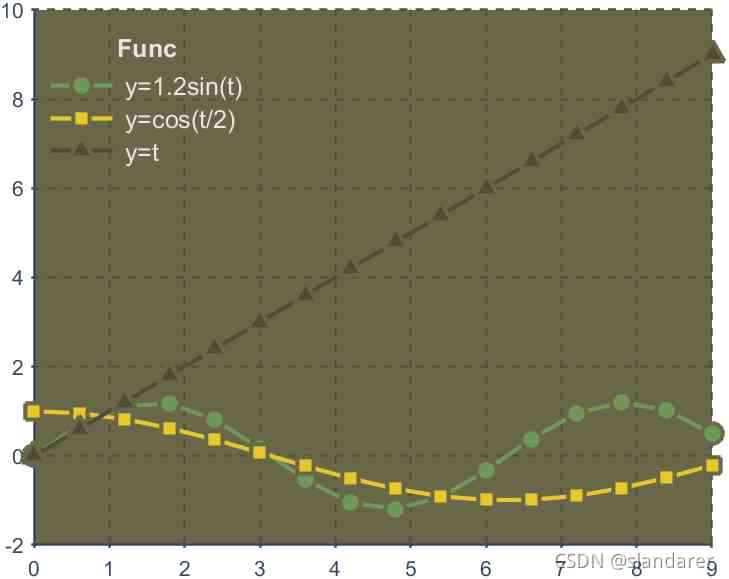 10
Func
y=1.2sin(t)
8
y=cos(t/2)
y=t
6
4
2
0
-2
0 1 2 3 4 5 6 7 8 9
CSDN @slandarer